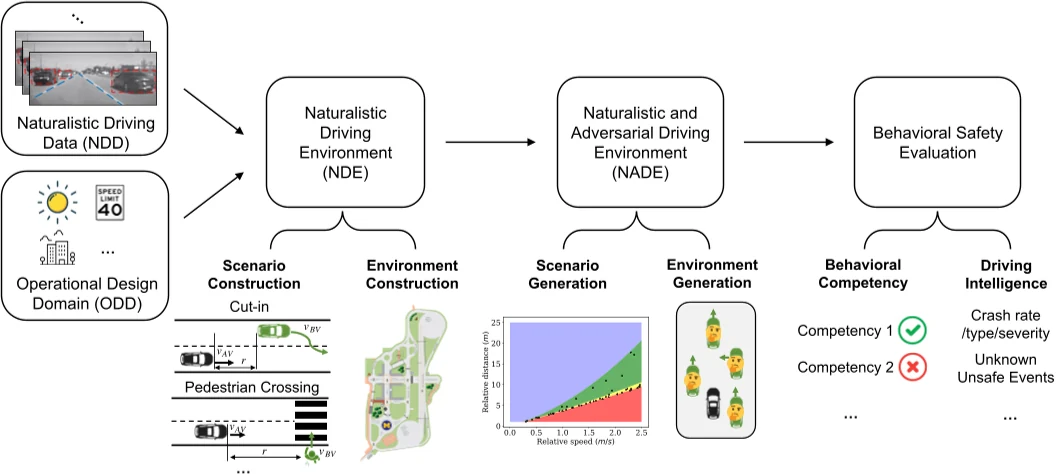 ...
Naturalistic Driving
Data (NDD)
SPEED
LIMIT
40
...
Operational Design
Domain (ODD)
Naturalistic
Driving
Environment
(NDE)
Naturalistic and
Adversarial Driving
Environment
(NADE)
Behavioral Safety
Evaluation
Scenario
Construction
Cut-in
v_BV
v_AV
r
Pedestrian Crossing
v_AV
r
v_BV
...
Environment
Construction
M
Scenario
Generation
Relative distance (m)
25
20
15
10
5
0
0.0 0.5 1.0 1.5 2.0 2.5
Relative speed (m/s)
Environment
Generation
Behavioral
Competency
Competency 1
Competency 2
...
Driving
Intelligence
Crash rate
/type/severity
Unknown
Unsafe Events
...